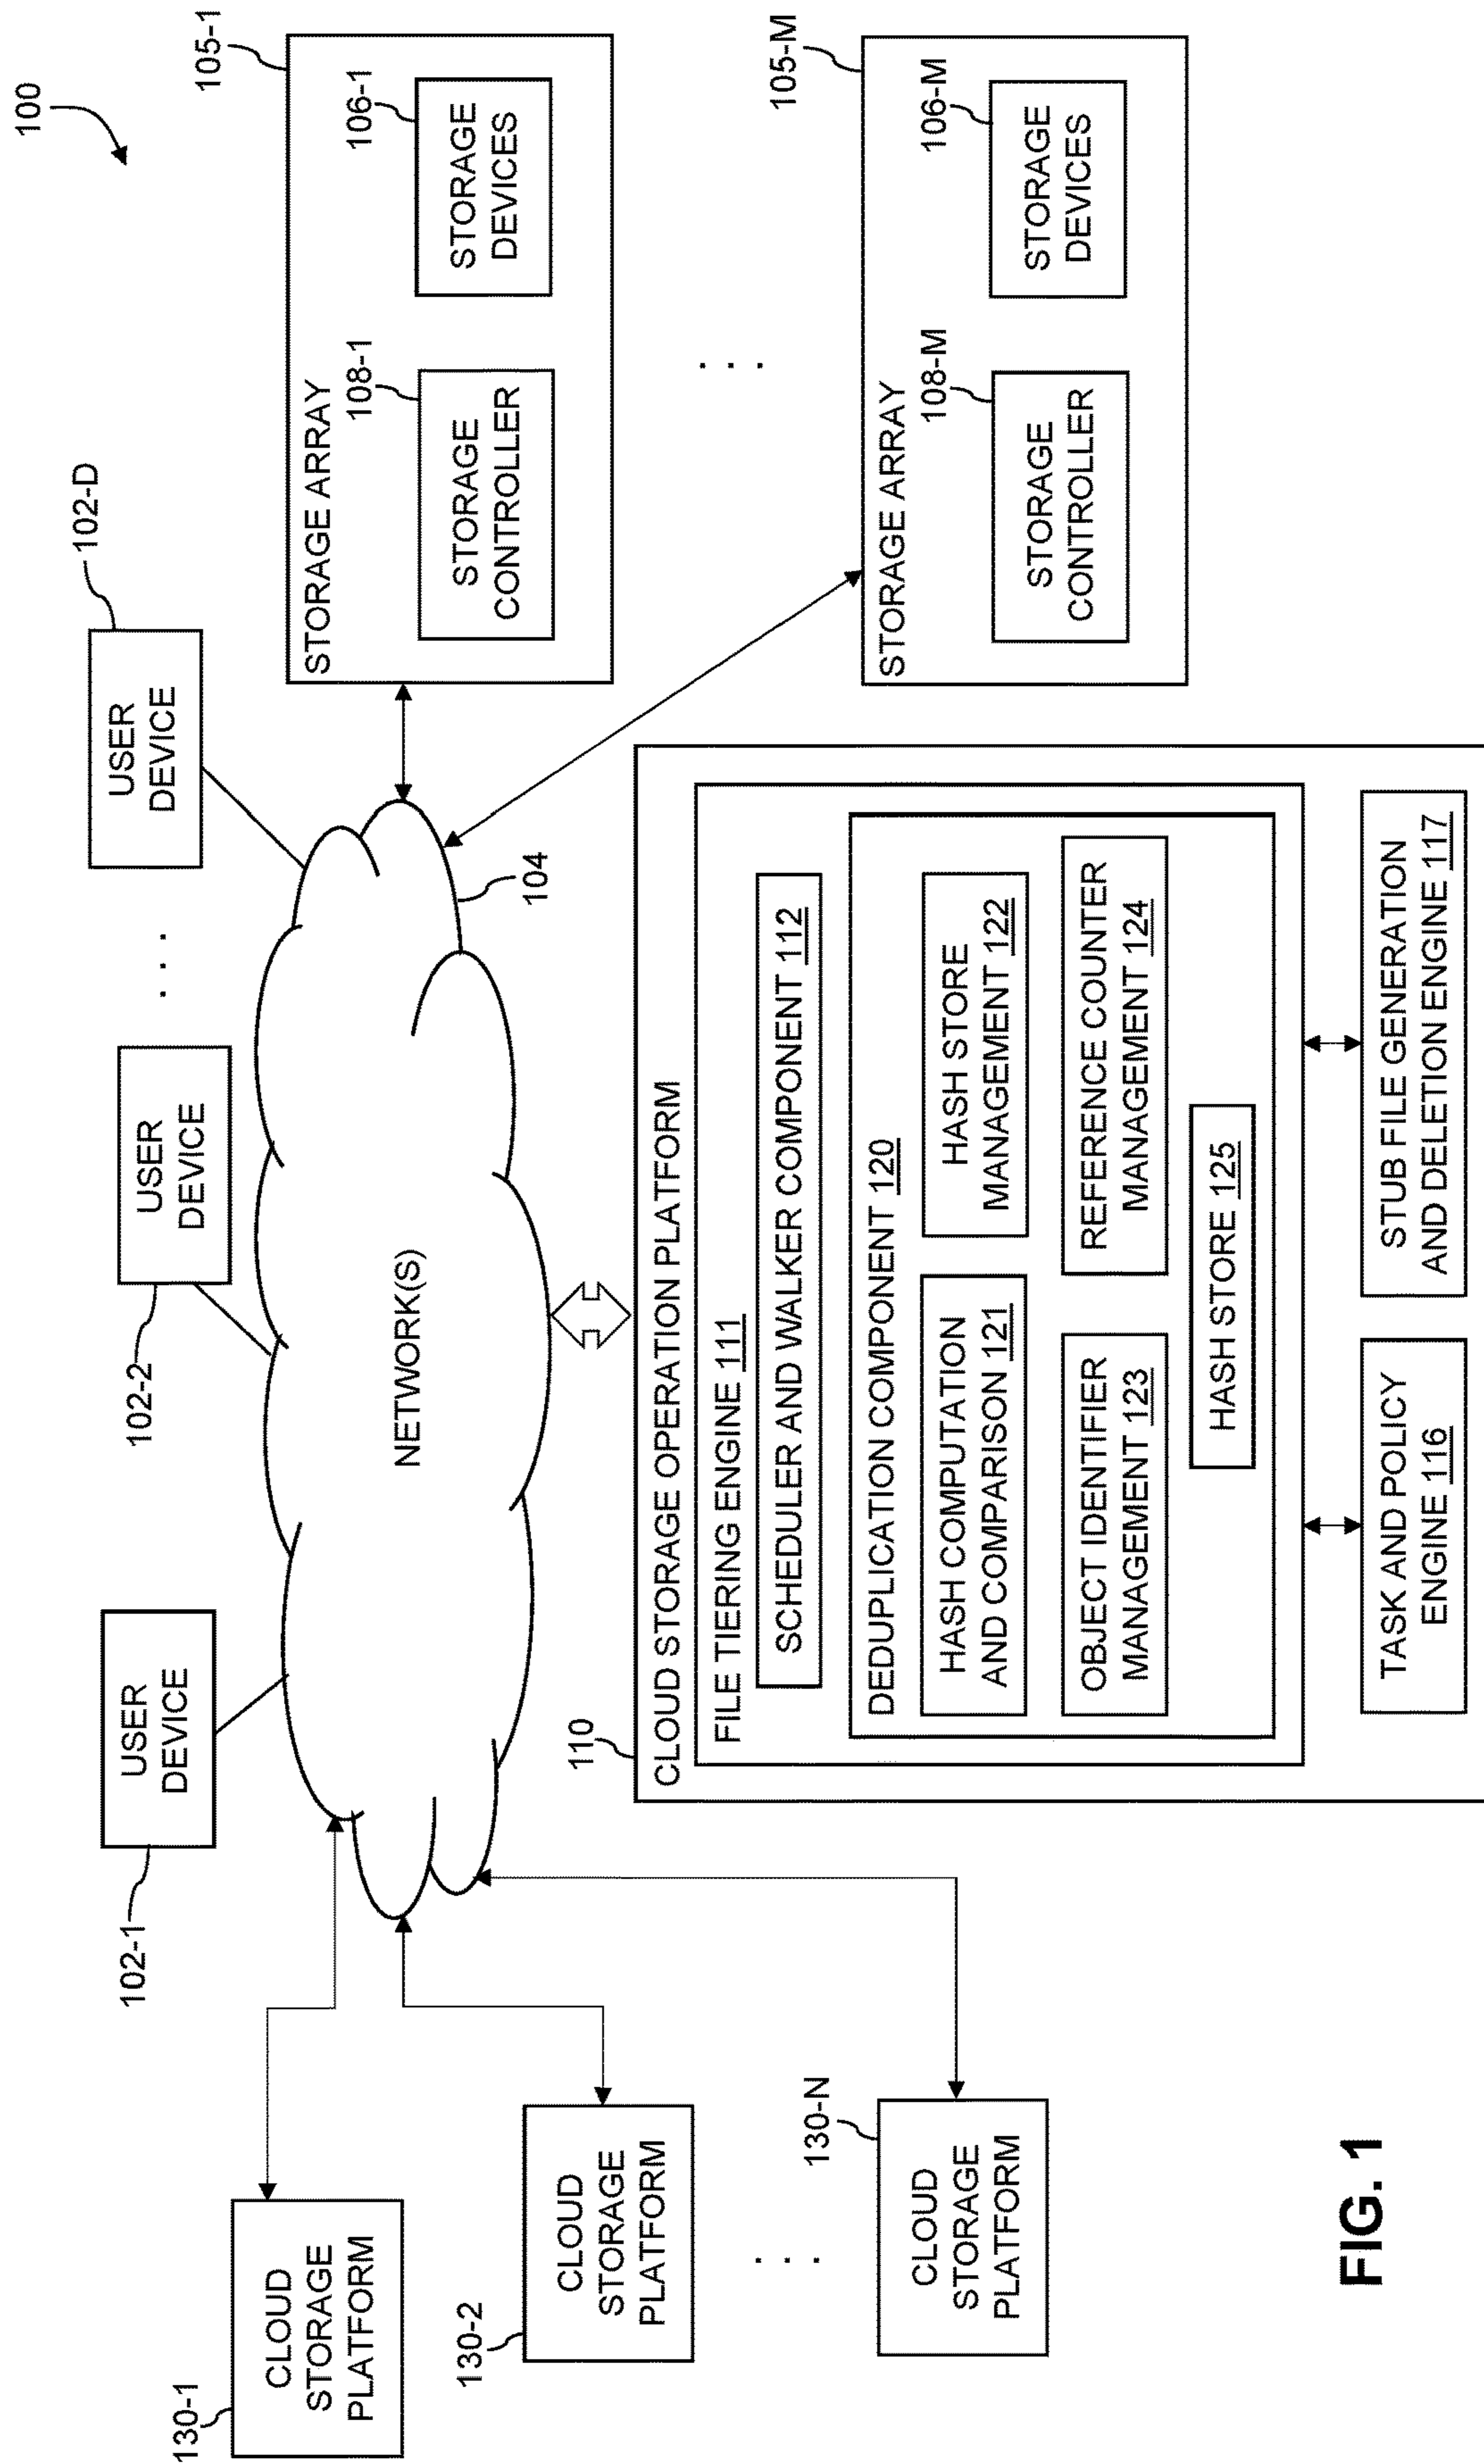 100
102-1
USER
DEVICE
102-2
USER
DEVICE
. . .
102-D
USER
DEVICE
130-1
CLOUD
STORAGE
PLATFORM
130-2
CLOUD
STORAGE
PLATFORM
. . .
130-N
CLOUD
STORAGE
PLATFORM
NETWORK(S)
104
105-1
STORAGE ARRAY
108-1
STORAGE
CONTROLLER
106-1
STORAGE
DEVICES
. . .
105-M
STORAGE ARRAY
108-M
STORAGE
CONTROLLER
106-M
STORAGE
DEVICES
110
CLOUD STORAGE OPERATION PLATFORM
FILE TIERING ENGINE 111
SCHEDULER AND WALKER COMPONENT 112
DEDUPLICATION COMPONENT 120
HASH COMPUTATION
AND COMPARISON 121
HASH STORE
MANAGEMENT 122
OBJECT IDENTIFIER
MANAGEMENT 123
REFERENCE COUNTER
MANAGEMENT 124
HASH STORE 125
TASK AND POLICY
ENGINE 116
STUB FILE GENERATION
AND DELETION ENGINE 117
FIG. 1